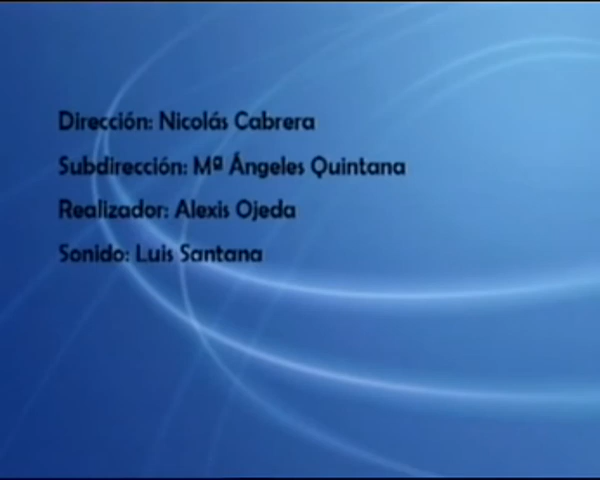 Dirección: Nicolás Cabrera
Subdirección: Mª Ángeles Quintana
Realizador: Alexis Ojeda
Sonido: Luis Santana